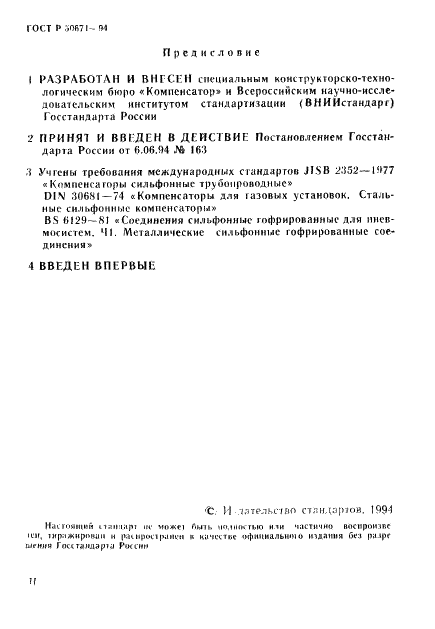 ГОСТ Р 50671—94
Предисловие
1 РАЗРАБОТАН И ВНЕСЕН специальным конструкторско-техно-
логическим бюро «Компенсатор» и Всероссийским научно-иссле-
довательским институтом стандартизации (ВНИИстандарт)
Госстандарта России
2 ПРИНЯТ И ВВЕДЕН В ДЕЙСТВИЕ Постановлением Госстан-
дарта России от 6.06.94 № 163
3 Учтены требования международных стандартов JISB 2352—1977
«Компенсаторы сильфонные трубопроводные»
DIN 30681—74 «Компенсаторы для газовых установок. Сталь-
ные сильфонные компенсаторы»
BS 6129—81 «Соединения сильфонные гофрированные для пнев-
мосистем. Ч1. Металлические сильфонные гофрированные сое-
динения»
4 ВВЕДЕН ВПЕРВЫЕ
© Издательство стандартов, 1994
Настоящий стандарт не может быть полностью или частично воспроизве
ден, тиражирован и распространен в качестве официального издания без разре
шения Госстандарта России
II